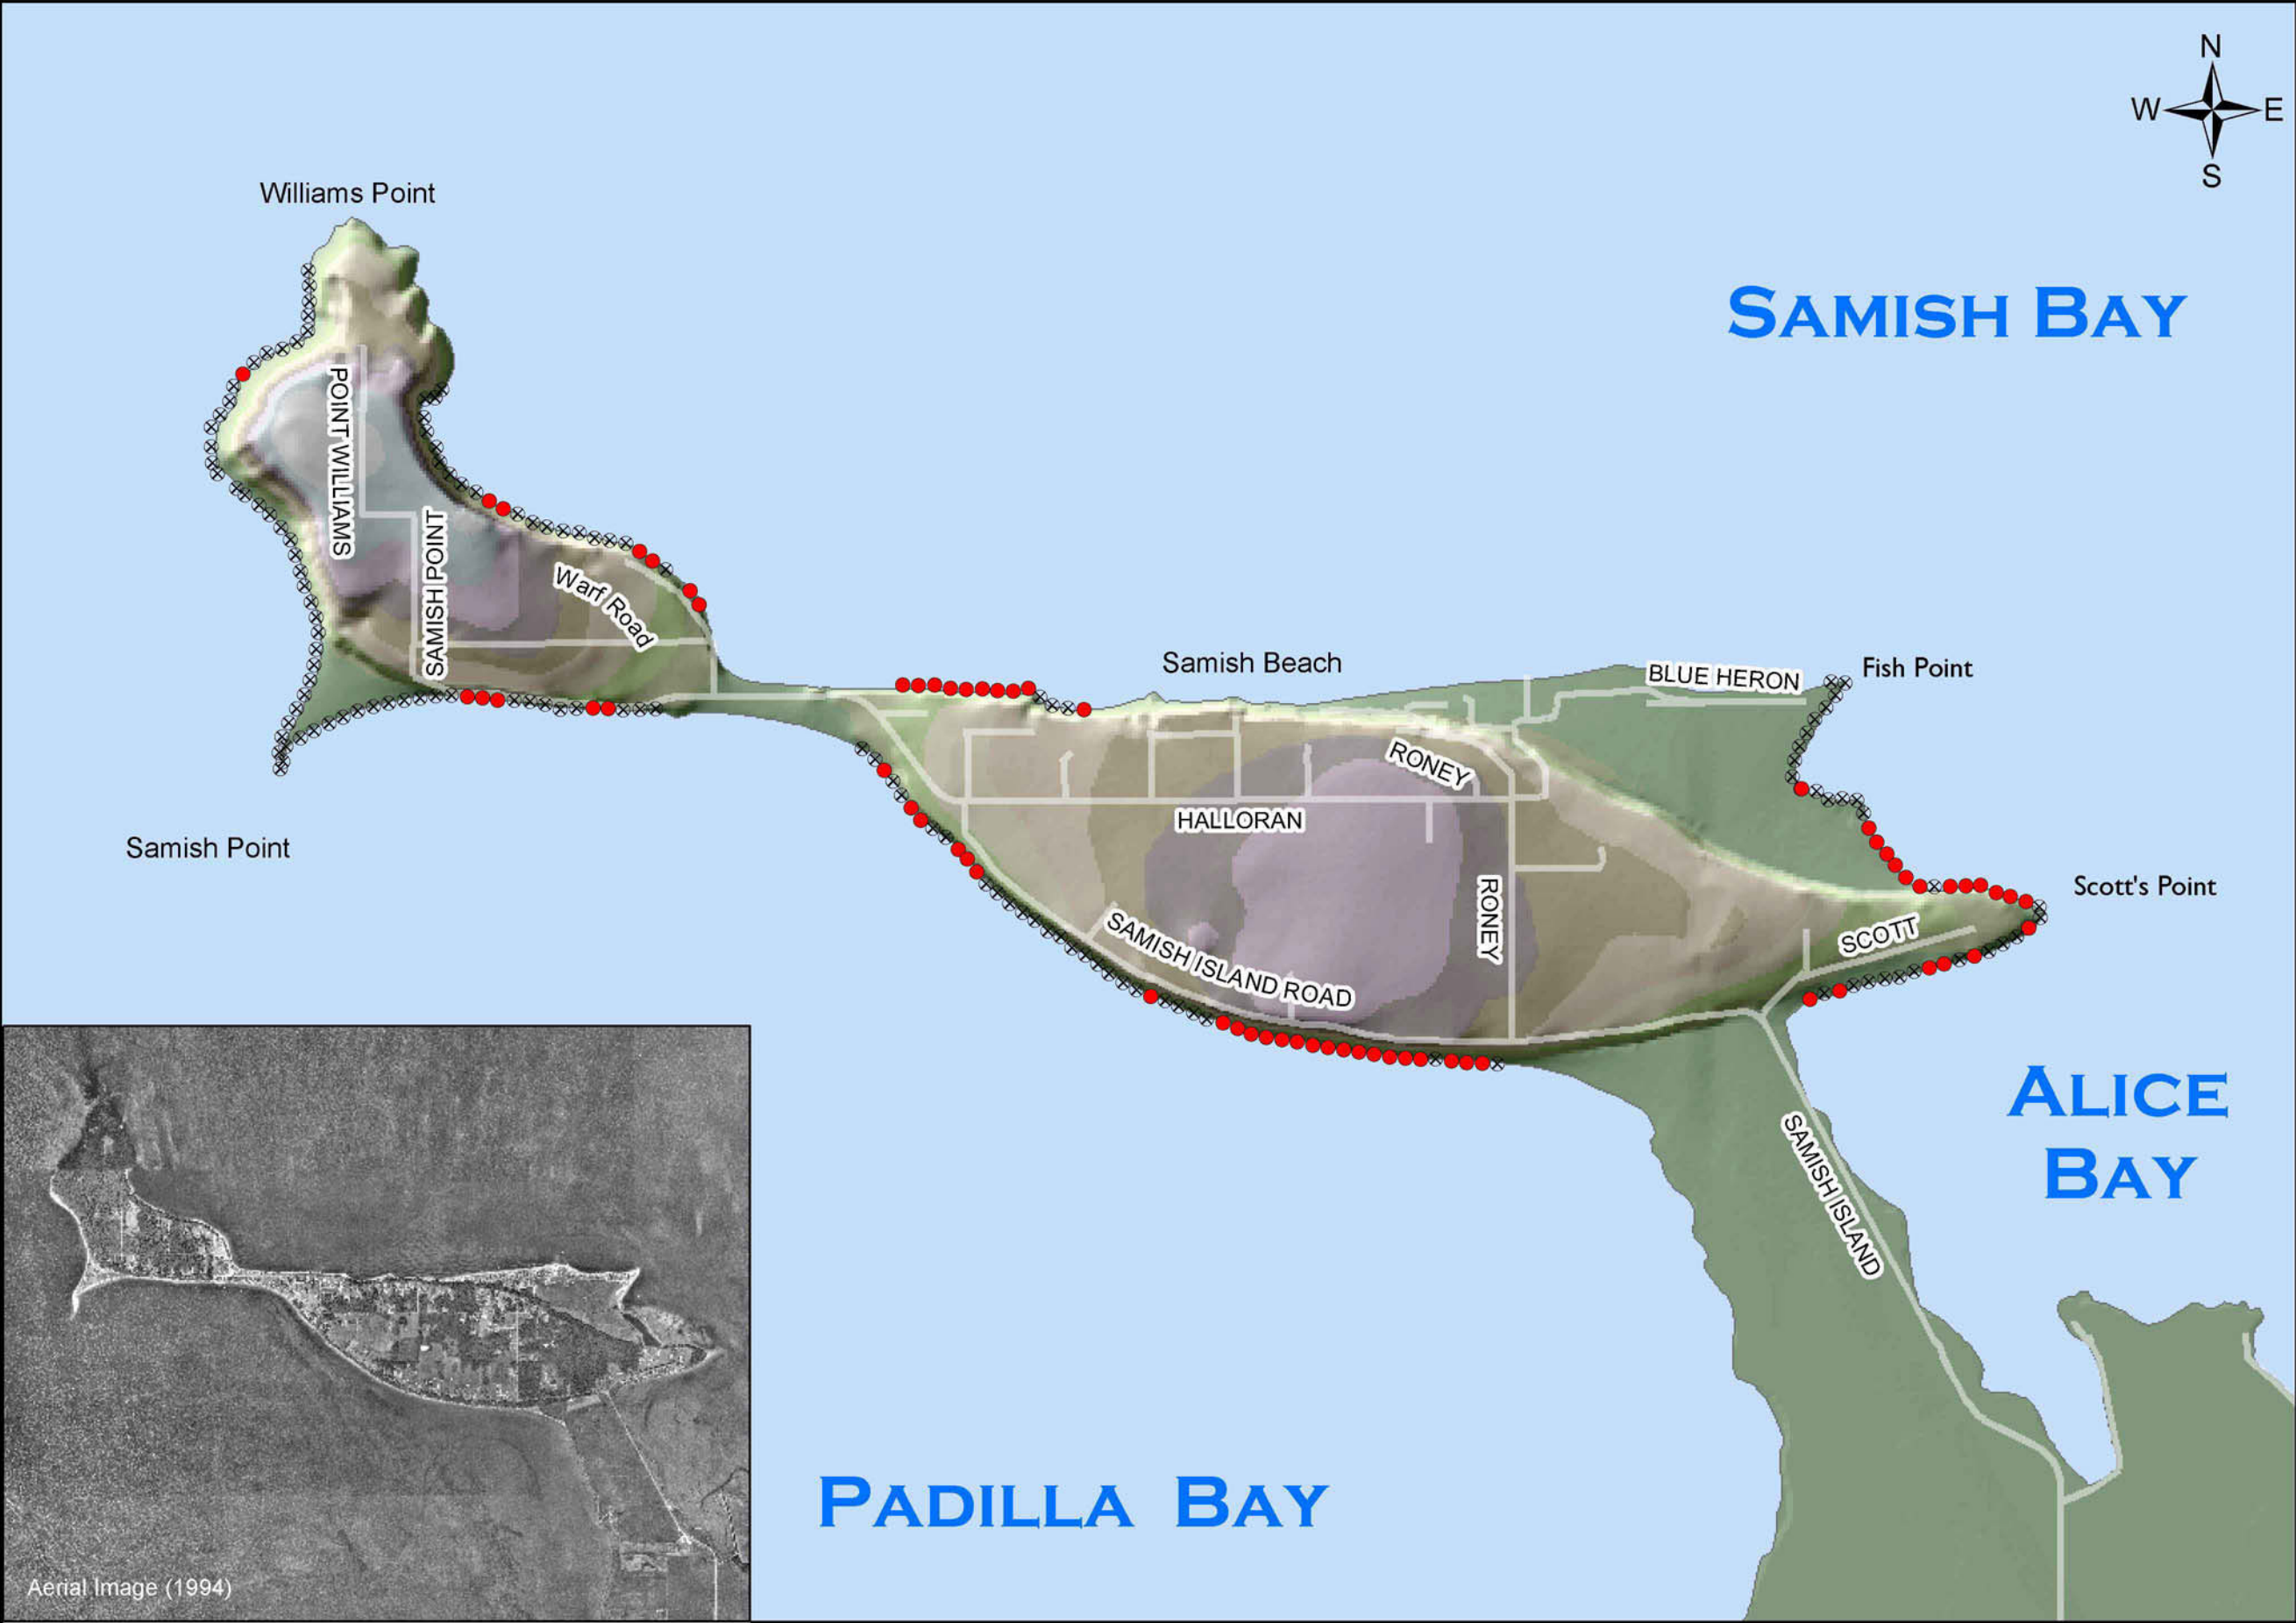 N
W E
S
Williams Point
SAMISH BAY
POINT WILLIAMS
SAMISH POINT
Warf Road
Samish Beach
BLUE HERON
Fish Point
RONEY
HALLORAN
Samish Point
RONEY
Scott's Point
SCOTT
SAMISH ISLAND ROAD
ALICE
BAY
SAMISH ISLAND
PADILLA BAY
Aerial Image (1994)